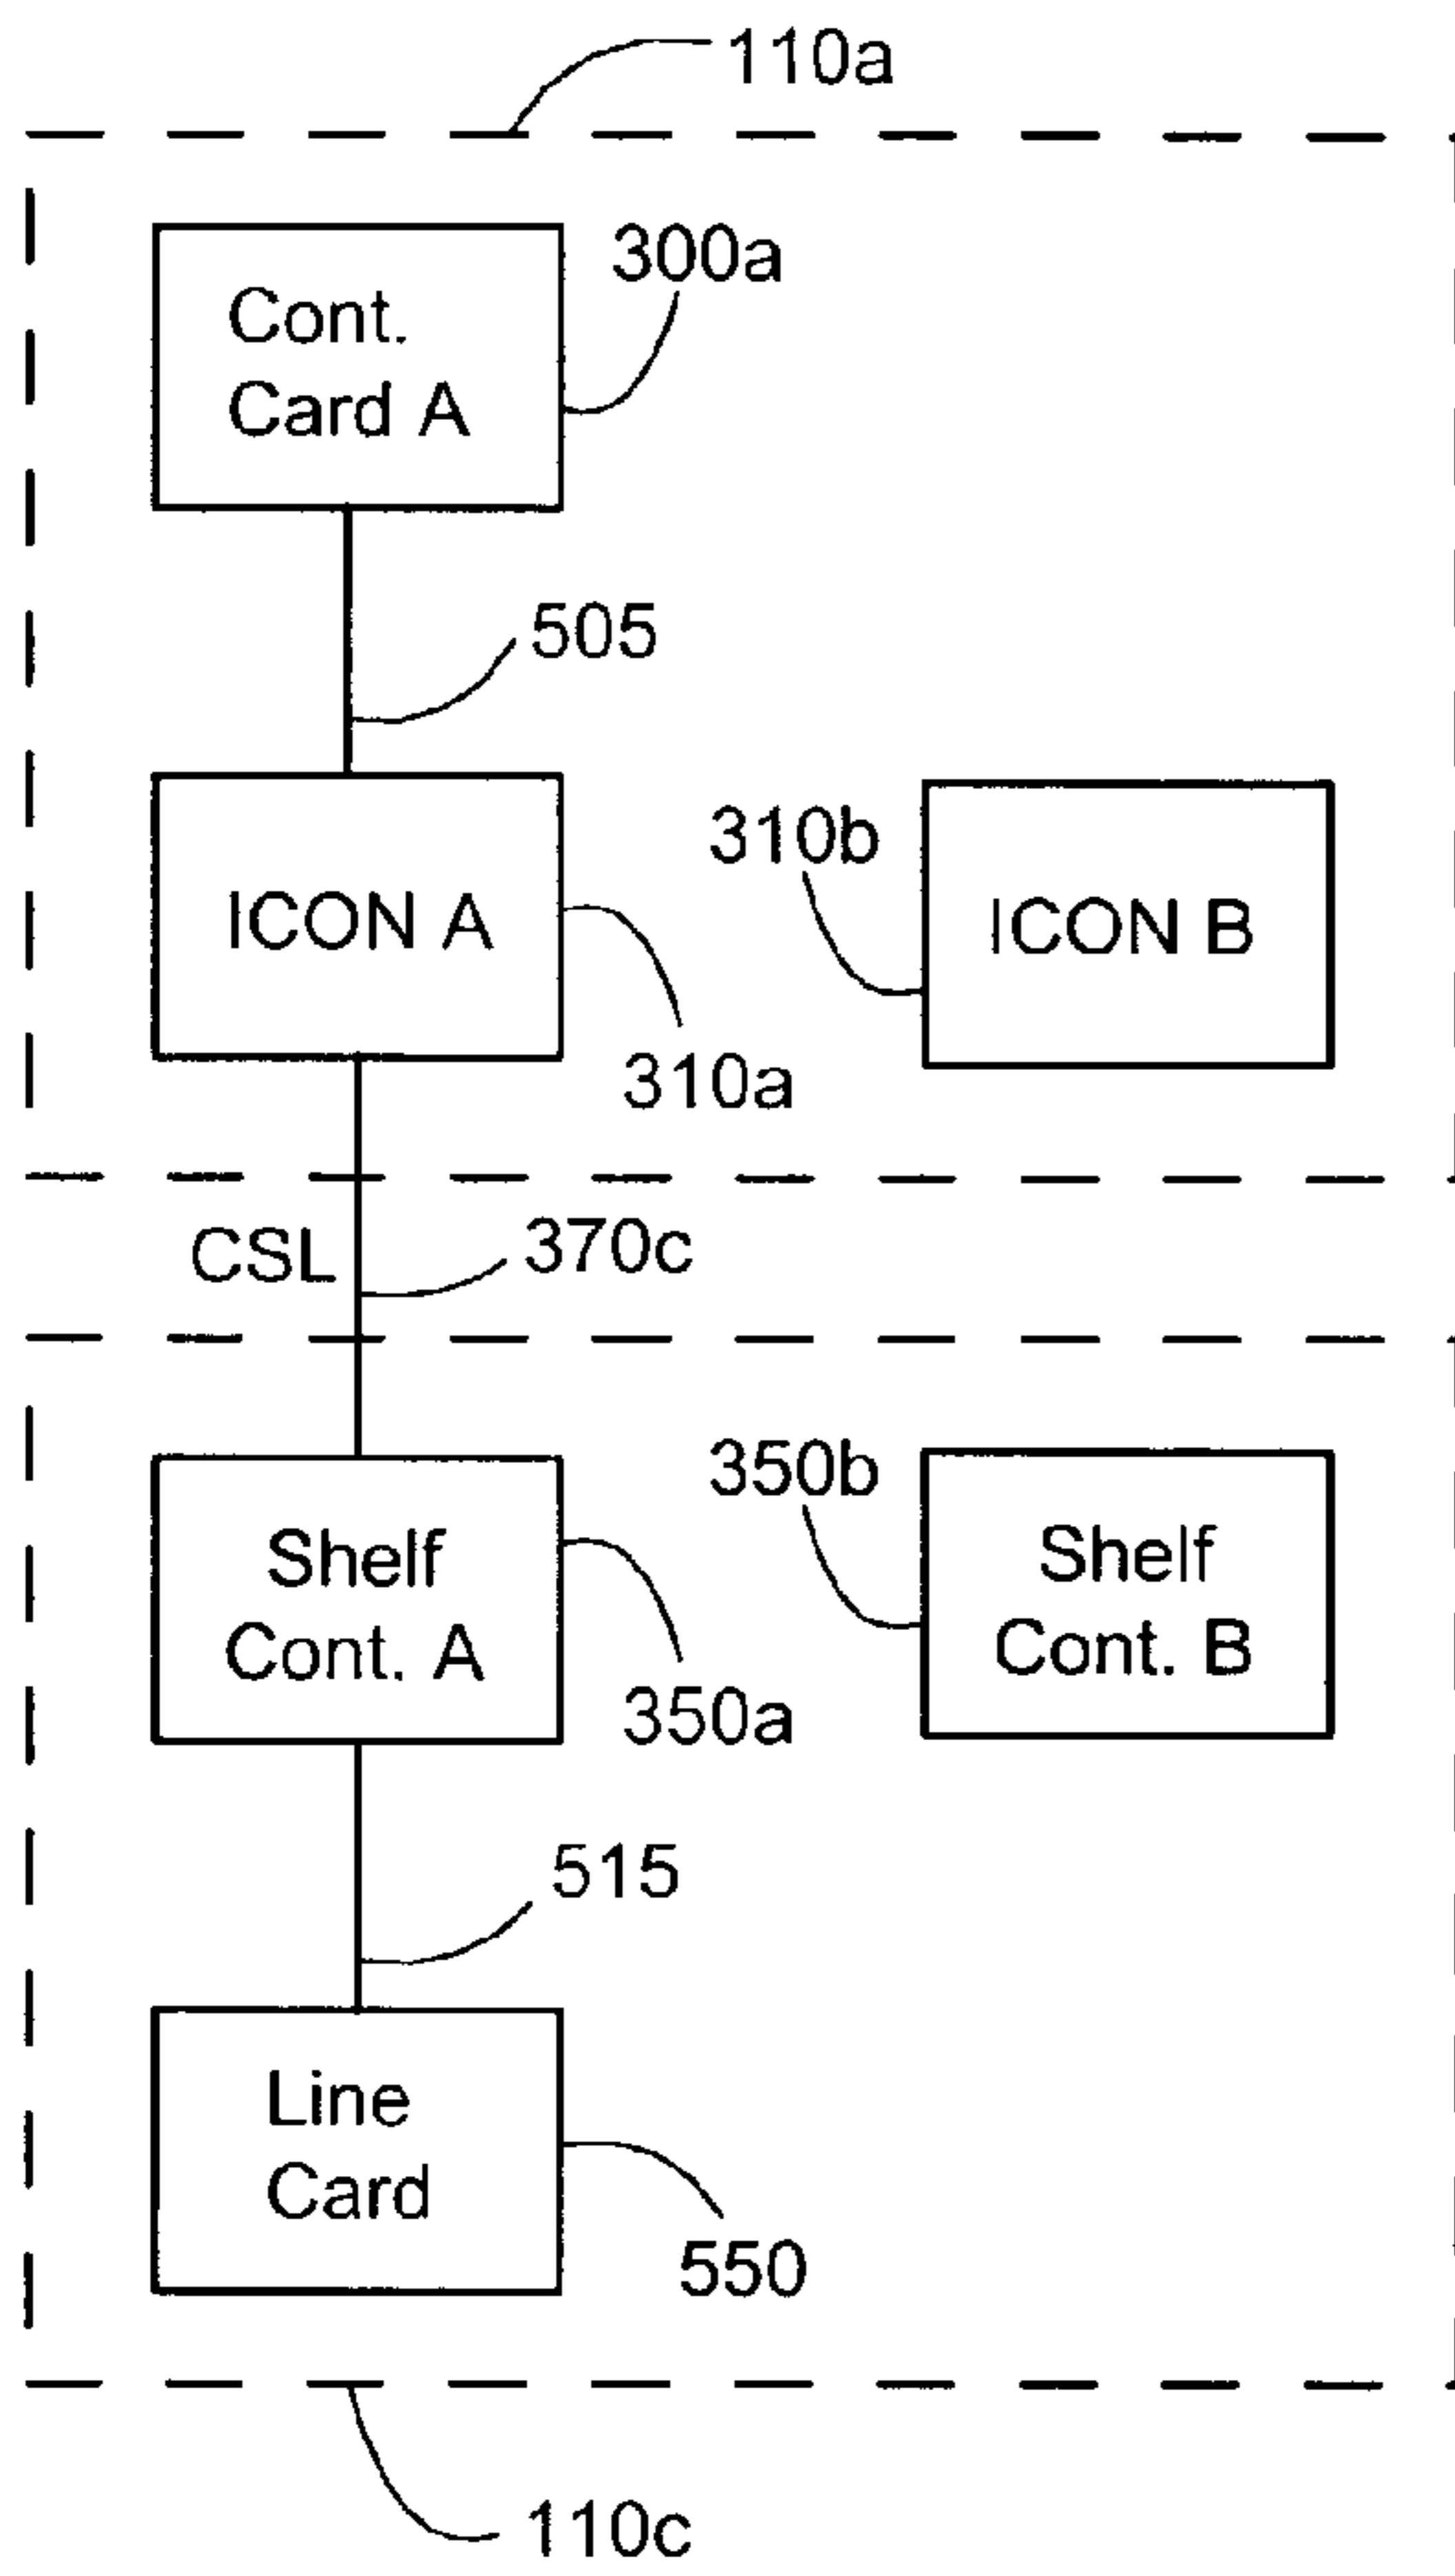 110a
Cont.
Card A
300a
505
ICON A
310a
310b
ICON B
CSL
370c
Shelf
Cont. A
350a
350b
Shelf
Cont. B
515
Line
Card
550
110c